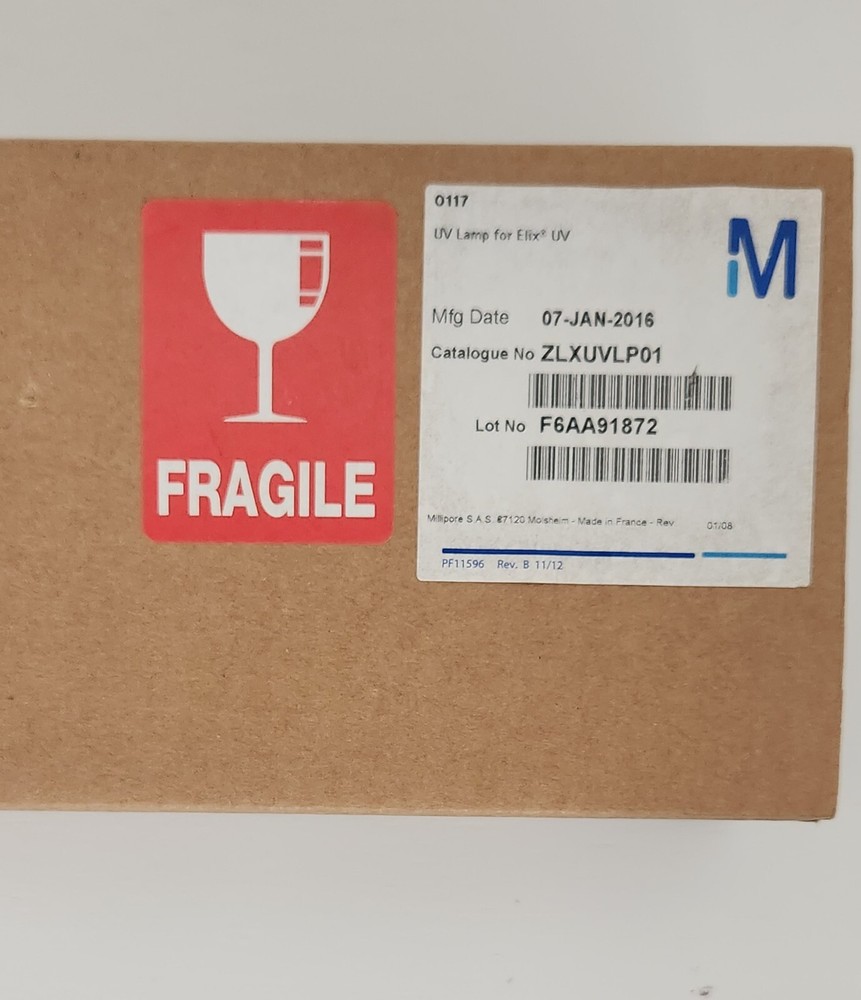 FRAGILE
0117
UV Lamp for Elix® UV
M
Mfg Date 07-JAN-2016
Catalogue No ZLXUVLP01
Lot No F6AA91872
Millipore S.A.S. 67120 Molsheim - Made in France - Rev 01/08
PF11596 Rev. B 11/12